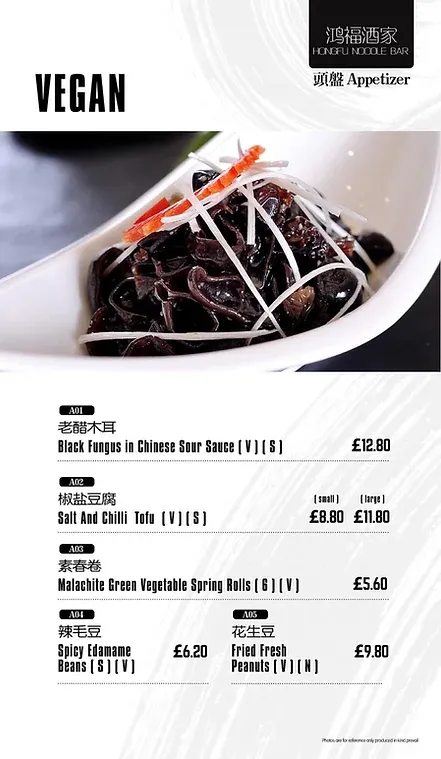 鸿福酒家
HONGFU NOODLE BAR
VEGAN
頭盤 Appetizer
A01
老醋木耳
Black Fungus in Chinese Sour Sauce ( V ) ( S )
£12.80
A02
椒盐豆腐
Salt And Chilli Tofu ( V ) ( S )
( small ) ( large )
£8.80 £11.80
A03
素春卷
Malachite Green Vegetable Spring Rolls ( G ) ( V )
£5.60
A04
辣毛豆
Spicy Edamame
Beans ( S ) ( V )
£6.20
A05
花生豆
Fried Fresh
Peanuts ( V ) ( N )
£9.80
Photos are for reference only produced in kind prevail